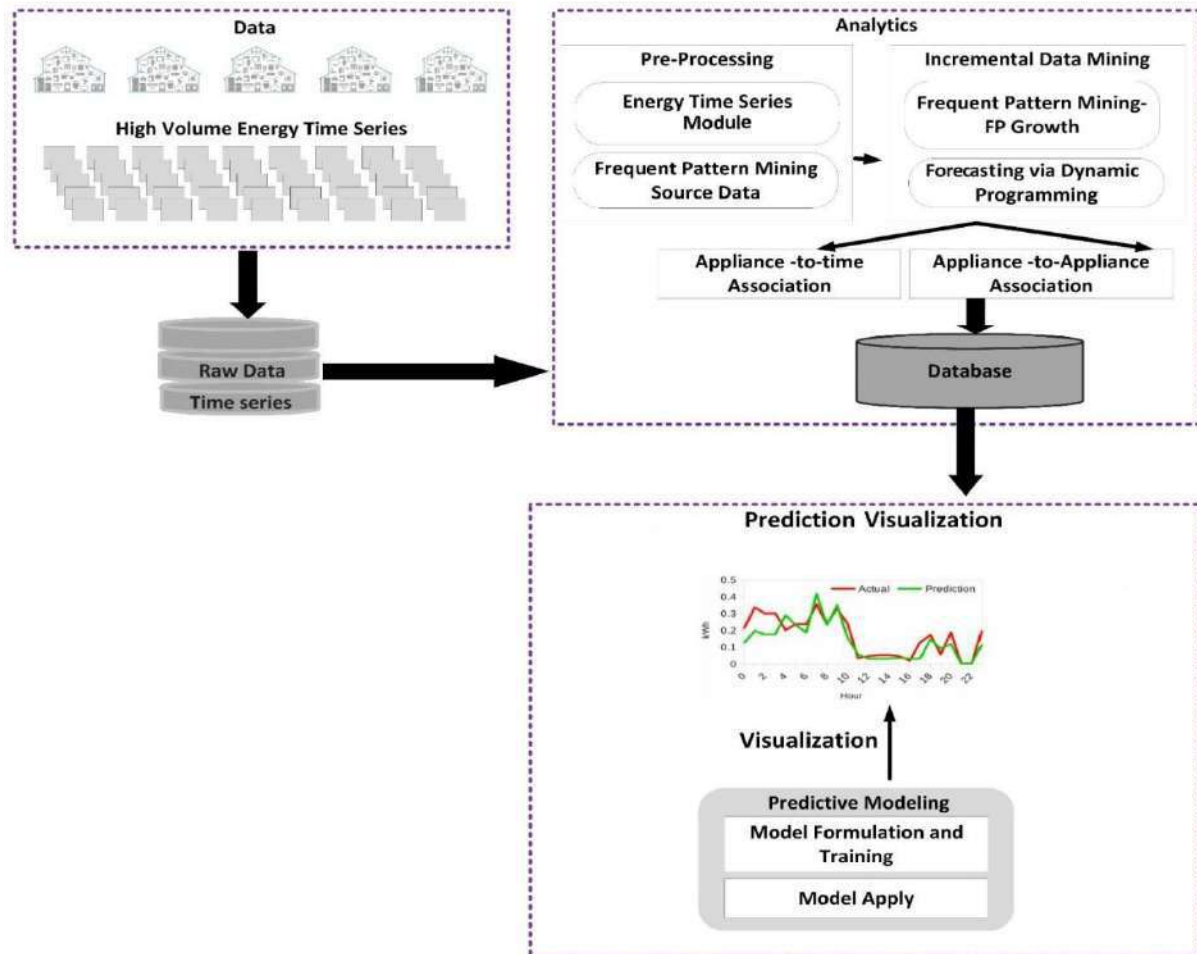 Data
High Volume Energy Time Series
Raw Data
Time series
Analytics
Pre-Processing
Energy Time Series
Module
Frequent Pattern Mining
Source Data
Incremental Data Mining
Frequent Pattern Mining-
FP Growth
Forecasting via Dynamic
Programming
Appliance -to-time
Association
Appliance -to-Appliance
Association
Database
Prediction Visualization
0.5
0.4
0.3
0.2
0.1
0
kWh
Actual
Prediction
0 2 4 6 8 10 12 14 16 18 20 22
Hour
Visualization
Predictive Modeling
Model Formulation and
Training
Model Apply